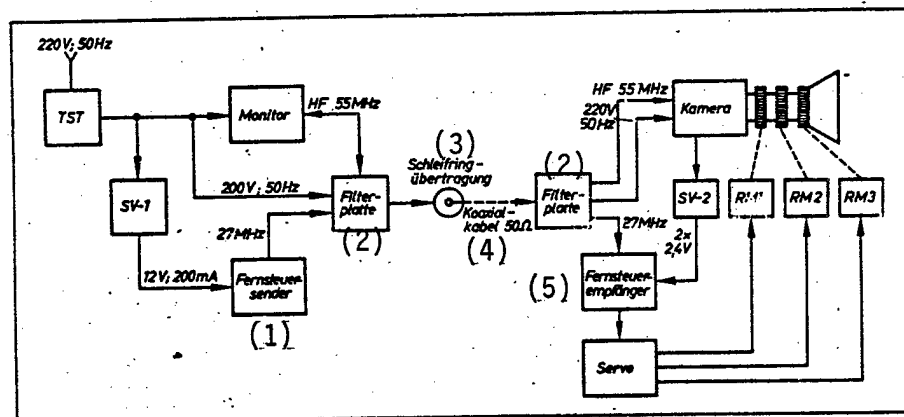 220V; 50Hz
TST
Monitor
HF 55MHz
SV-1
200V; 50Hz
27MHz
12V; 200mA
Fernsteuer-
sender
(1)
Filter-
platte
(2)
(3)
Schleifring-
übertragung
Koaxial-
kabel 50Ω
(4)
(2)
Filter-
platte
HF 55MHz
220V
50Hz
Kamera
SV-2
RM1
RM2
RM3
27MHz
2x
2,4V
(5)
Fernsteuer-
empfänger
Servo